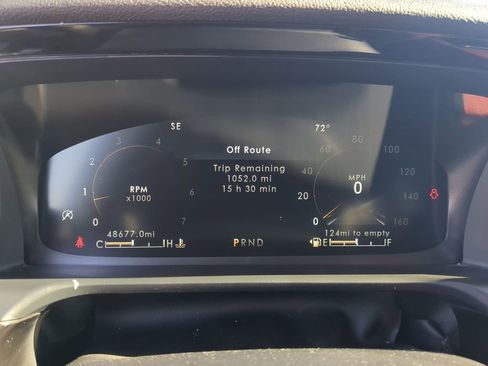 SE
72°
Off Route
Trip Remaining
1052.0 mi
15 h 30 min
0
1
2
3
4
5
6
7
RPM
x1000
0
20
40
60
80
100
120
140
160
MPH
0
48677.0mi
C
H
PRND
124mi to empty
E
F